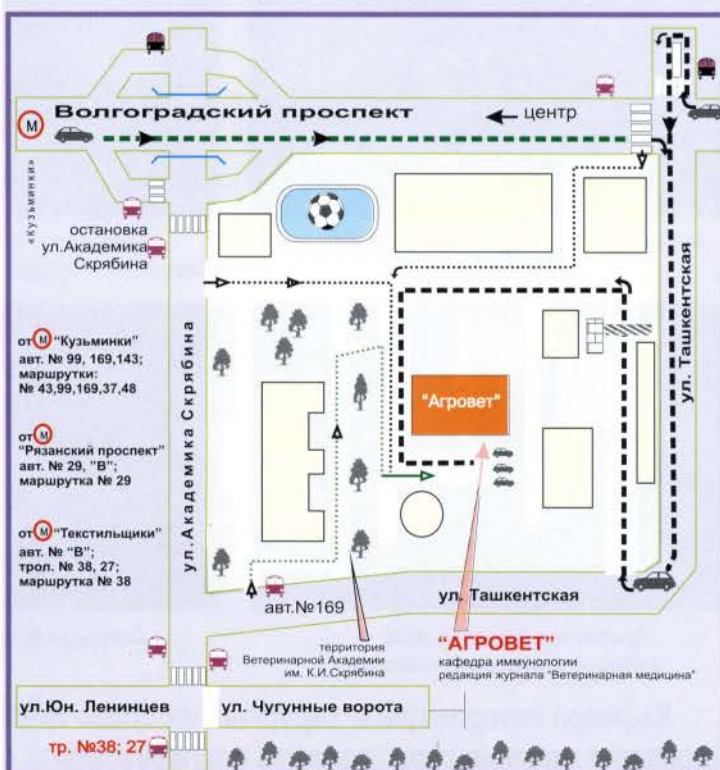 Волгоградский проспект
центр
М
«Кузьминки»
остановка
ул.Академика
Скрябина
от М "Кузьминки"
авт. № 99, 169,143;
маршрутки:
№ 43,99,169,37,48
от М
"Рязанский проспект"
авт. № 29, "В";
маршрутка № 29
от М "Текстильщики"
авт. № "В";
трол. № 38, 27;
маршрутка № 38
ул.Академика Скрябина
ул. Ташкентская
"Агровет"
авт.№169
ул. Ташкентская
территория
Ветеринарной Академии
им. К.И.Скрябина
"АГРОВЕТ"
кафедра иммунологии
редакция журнала "Ветеринарная медицина"
ул.Юн. Ленинцев
ул. Чугунные ворота
тр. №38; 27